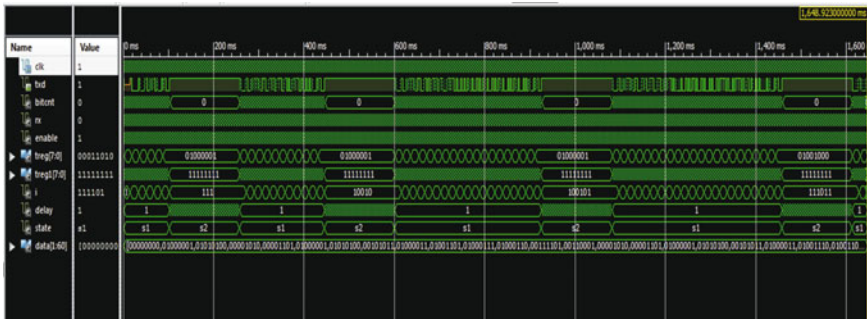 1,648.923000000 ms
Name Value 0 ms 200 ms 400 ms 600 ms 800 ms 1,000 ms 1,200 ms 1,400 ms 1,600
clk 1
txd 1
bitcnt 0 0 0 0 0
rx 0
enable 1
treg[7:0] 00011010 01000001 01000001 01000001 01001000
treg1[7:0] 11111111 11111111 11111111 11111111 11111111
i 111101 111 10010 100101 111011
delay 1 1 1 1 1 1
state s1 s1 s2 s1 s2 s1 s2 s1 s2 s1
data[1:60] [00000000